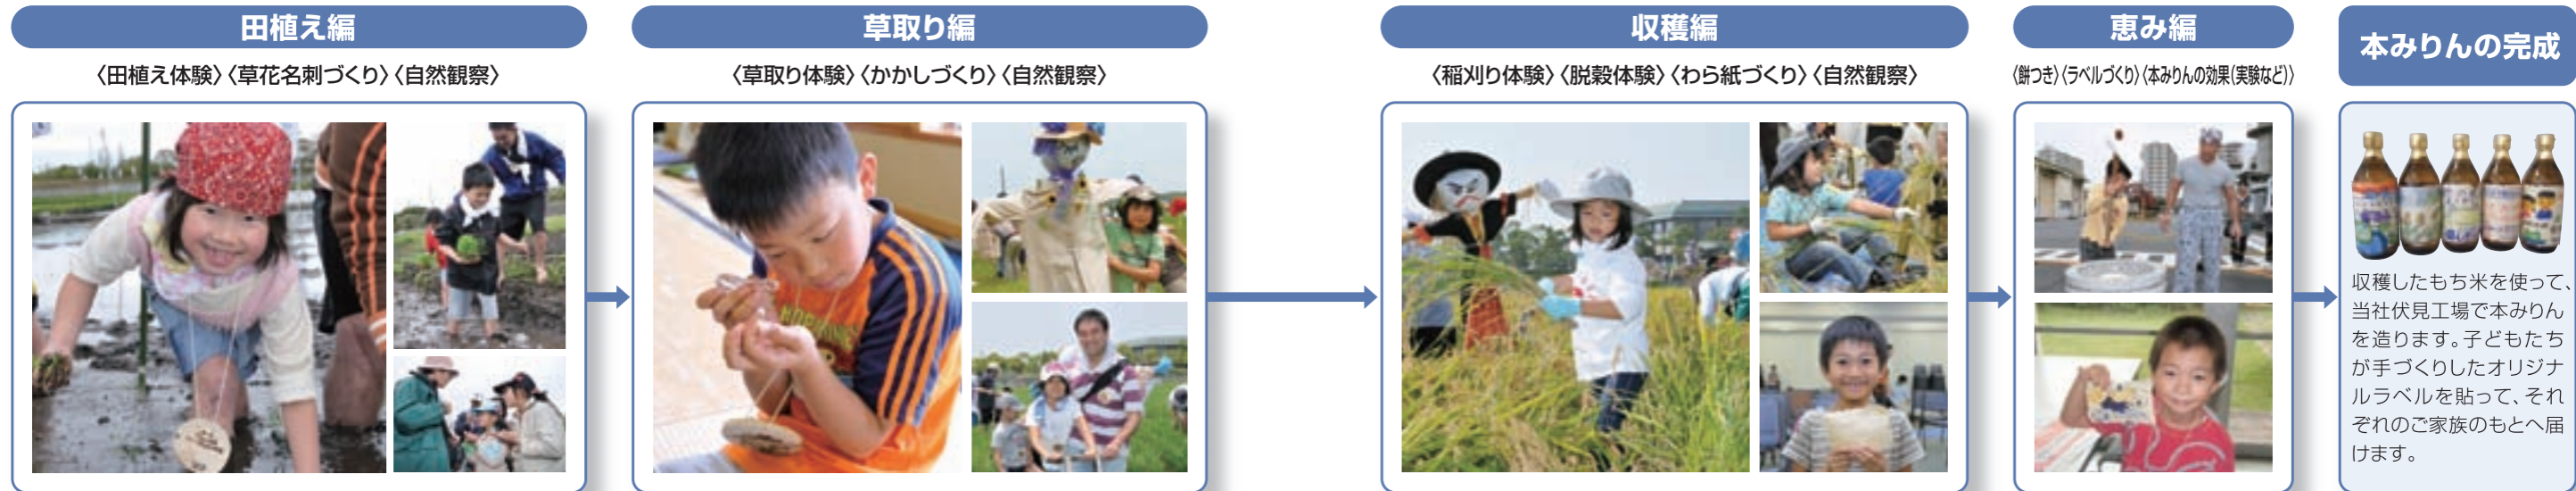 田植え編
〈田植え体験〉〈草花名刺づくり〉〈自然観察〉
草取り編
〈草取り体験〉〈かかしづくり〉〈自然観察〉
収穫編
〈稲刈り体験〉〈脱穀体験〉〈わら紙づくり〉〈自然観察〉
恵み編
〈餅つき〉〈ラベルづくり〉〈本みりんの効果(実験など)〉
本みりんの完成
収穫したもち米を使って、
当社伏見工場で本みりん
を造ります。子どもたち
が手づくりしたオリジナ
ルラベルを貼って、それ
ぞれのご家族のもとへ届
けます。